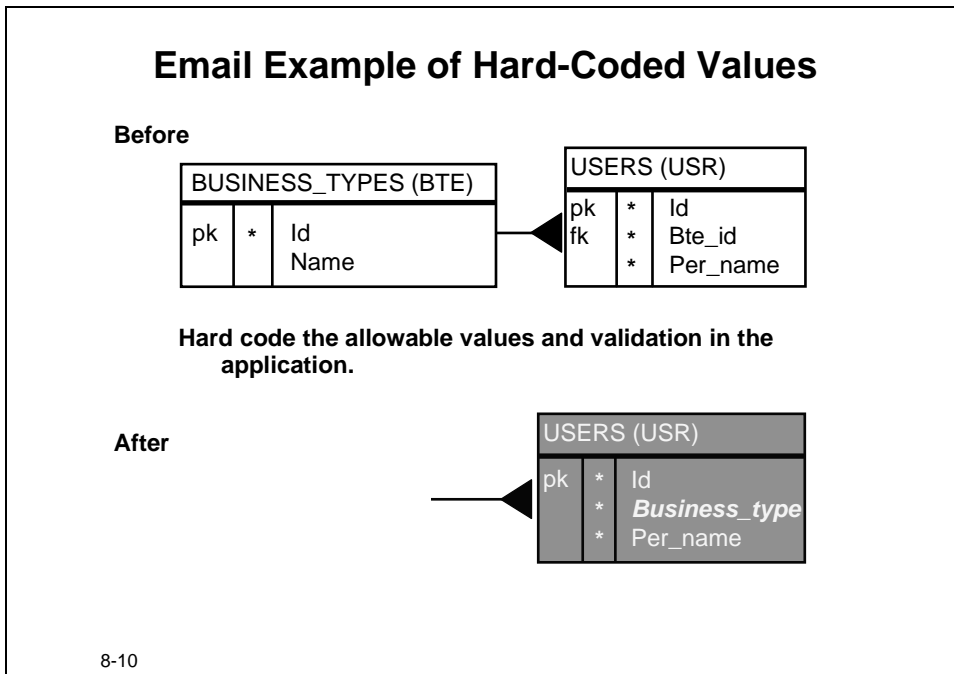 Email Example of Hard-Coded Values
Before
BUSINESS_TYPES (BTE)
pk * Id
Name
USERS (USR)
pk * Id
fk * Bte_id
* Per_name
Hard code the allowable values and validation in the
application.
After
USERS (USR)
pk * Id
* Business_type
* Per_name
8-10